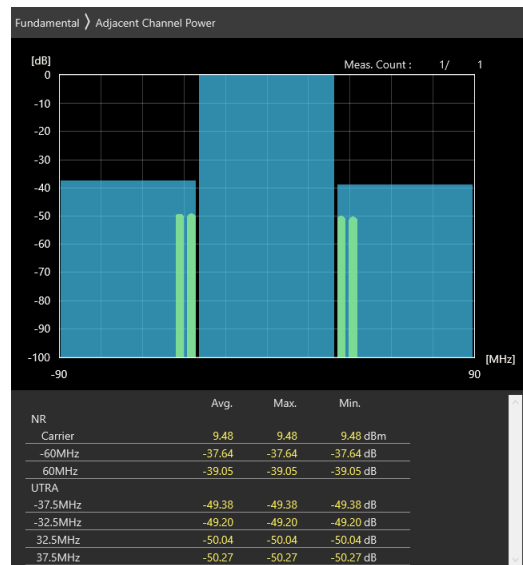 Fundamental ❭ Adjacent Channel Power
[dB]
Meas. Count : 1/ 1
0
-10
-20
-30
-40
-50
-60
-70
-80
-90
-100
[MHz]
-90 90
Avg. Max. Min.
NR
Carrier 9.48 9.48 9.48 dBm
-60MHz -37.64 -37.64 -37.64 dB
60MHz -39.05 -39.05 -39.05 dB
UTRA
-37.5MHz -49.38 -49.38 -49.38 dB
-32.5MHz -49.20 -49.20 -49.20 dB
32.5MHz -50.04 -50.04 -50.04 dB
37.5MHz -50.27 -50.27 -50.27 dB